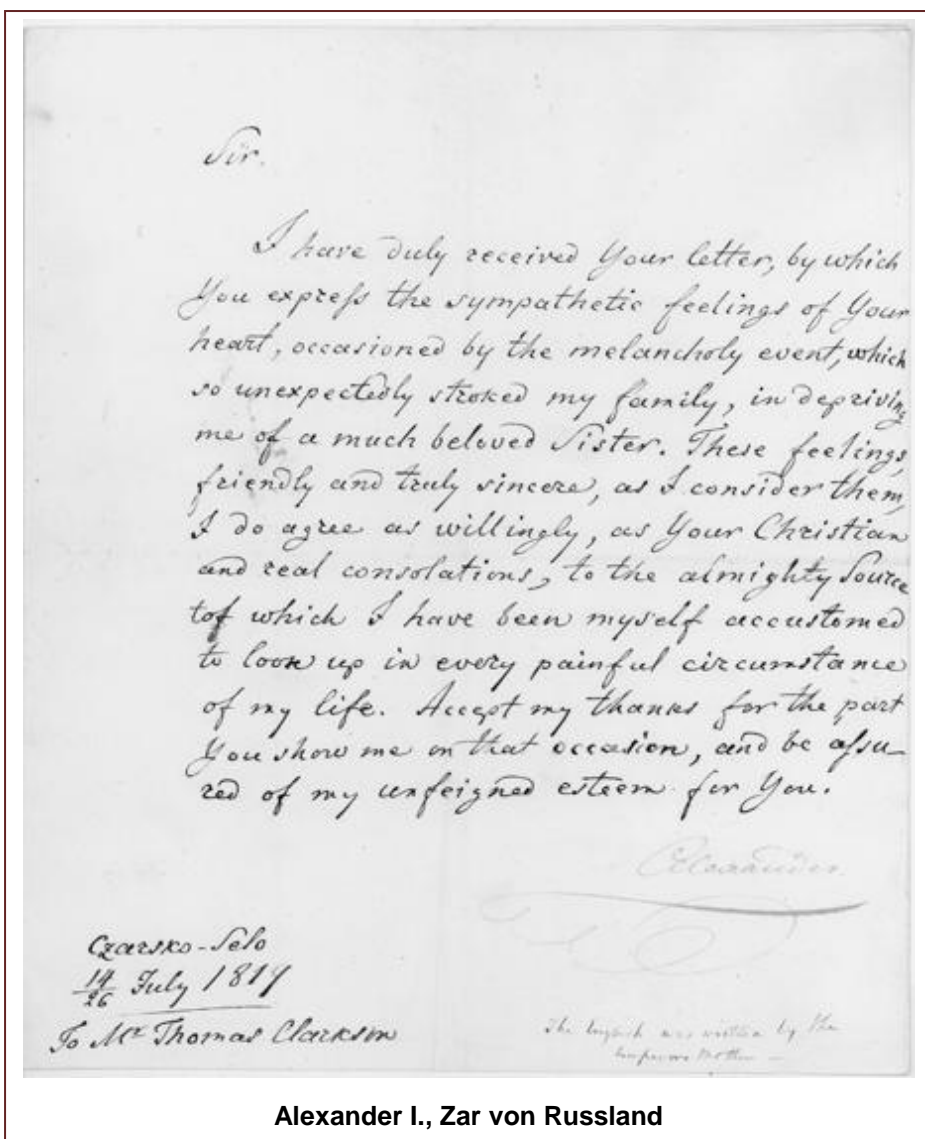 Sir.
I have duly received Your letter, by which
You express the sympathetic feelings of Your
heart, occasioned by the melancholy event, which
so unexpectedly stroked my family, in depriving
me of a much beloved Sister. These feelings,
friendly and truly sincere, as I consider them,
I do agree as willingly, as Your Christian
and real consolations, to the almighty Source
of which I have been myself accustomed
to look up in every painful circumstance
of my life. Accept my thanks for the part
You show me on that occasion, and be assu-
red of my unfeigned esteem for You.
Alexander
Czarsko-Selo
14/26 July 1819
To Mr Thomas Clarkson
The English was written by the
Emperors Mother —
Alexander I., Zar von Russland